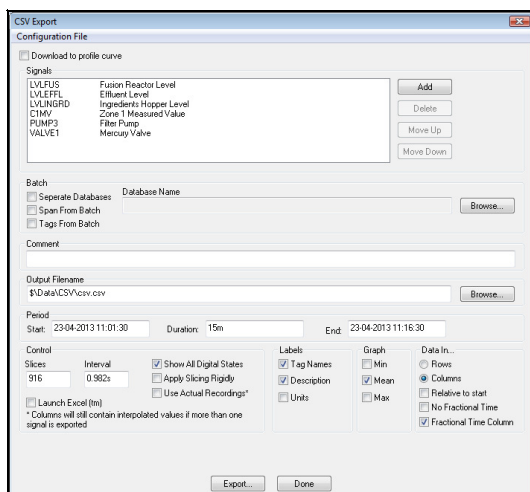 CSV Export
Configuration File
Download to profile curve
Signals
LVLFUS Fusion Reactor Level
LVLEFFL Effluent Level
LVLINGRD Ingredients Hopper Level
C1MV Zone 1 Measured Value
PUMP3 Filter Pump
VALVE1 Mercury Valve
Add
Delete
Move Up
Move Down
Batch
Seperate Databases
Span From Batch
Tags From Batch
Database Name
Browse...
Comment
Output Filename
$\Data\CSV\csv.csv
Browse...
Period
Start: 23-04-2013 11:01:30 Duration: 15m End: 23-04-2013 11:16:30
Control
Slices Interval
916 0.982s
Show All Digital States
Apply Slicing Rigidly
Use Actual Recordings*
Launch Excel (tm)
* Columns will still contain interpolated values if more than one
signal is exported
Labels
Tag Names
Description
Units
Graph
Min
Mean
Max
Data In...
Rows
Columns
Relative to start
No Fractional Time
Fractional Time Column
Export...
Done